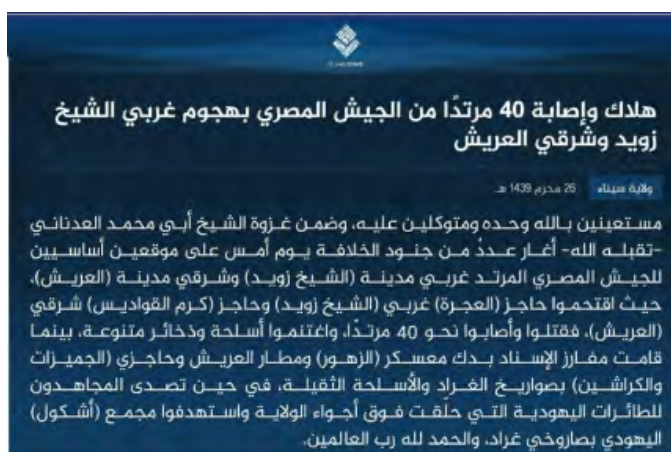 هلاك وإصابة 40 مرتدًا من الجيش المصري بهجوم غربي الشيخ
زويد وشرقي العريش
ولاية سيناء 26 محرم 1439 هـ
مستعينين بالله وحده ومتوكلين عليه، وضمن غزوة الشيخ أبي محمد العدناني
-تقبله الله- أغار عددٌ من جنود الخلافة يوم أمس على موقعين أساسيين
للجيش المصري المرتد غربي مدينة (الشيخ زويد) وشرقي مدينة (العريش)،
حيث اقتحموا حاجز (العجرة) غربي (الشيخ زويد) وحاجز (كرم القواديس) شرقي
(العريش)، فقتلوا وأصابوا نحو 40 مرتدًا، واغتنموا أسلحة وذخائر متنوعة، بينما
قامت مفارز الإسناد بدك معسكر (الزهور) ومطار العريش وحاجزي (الجميزات
والكراشين) بصواريخ الغراد والأسلحة الثقيلة، في حين تصدى المجاهدون
للطائرات اليهودية التي حلّقت فوق أجواء الولاية واستهدفوا مجمع (أشكول)
اليهودي بصاروخي غراد، والحمد لله رب العالمين.